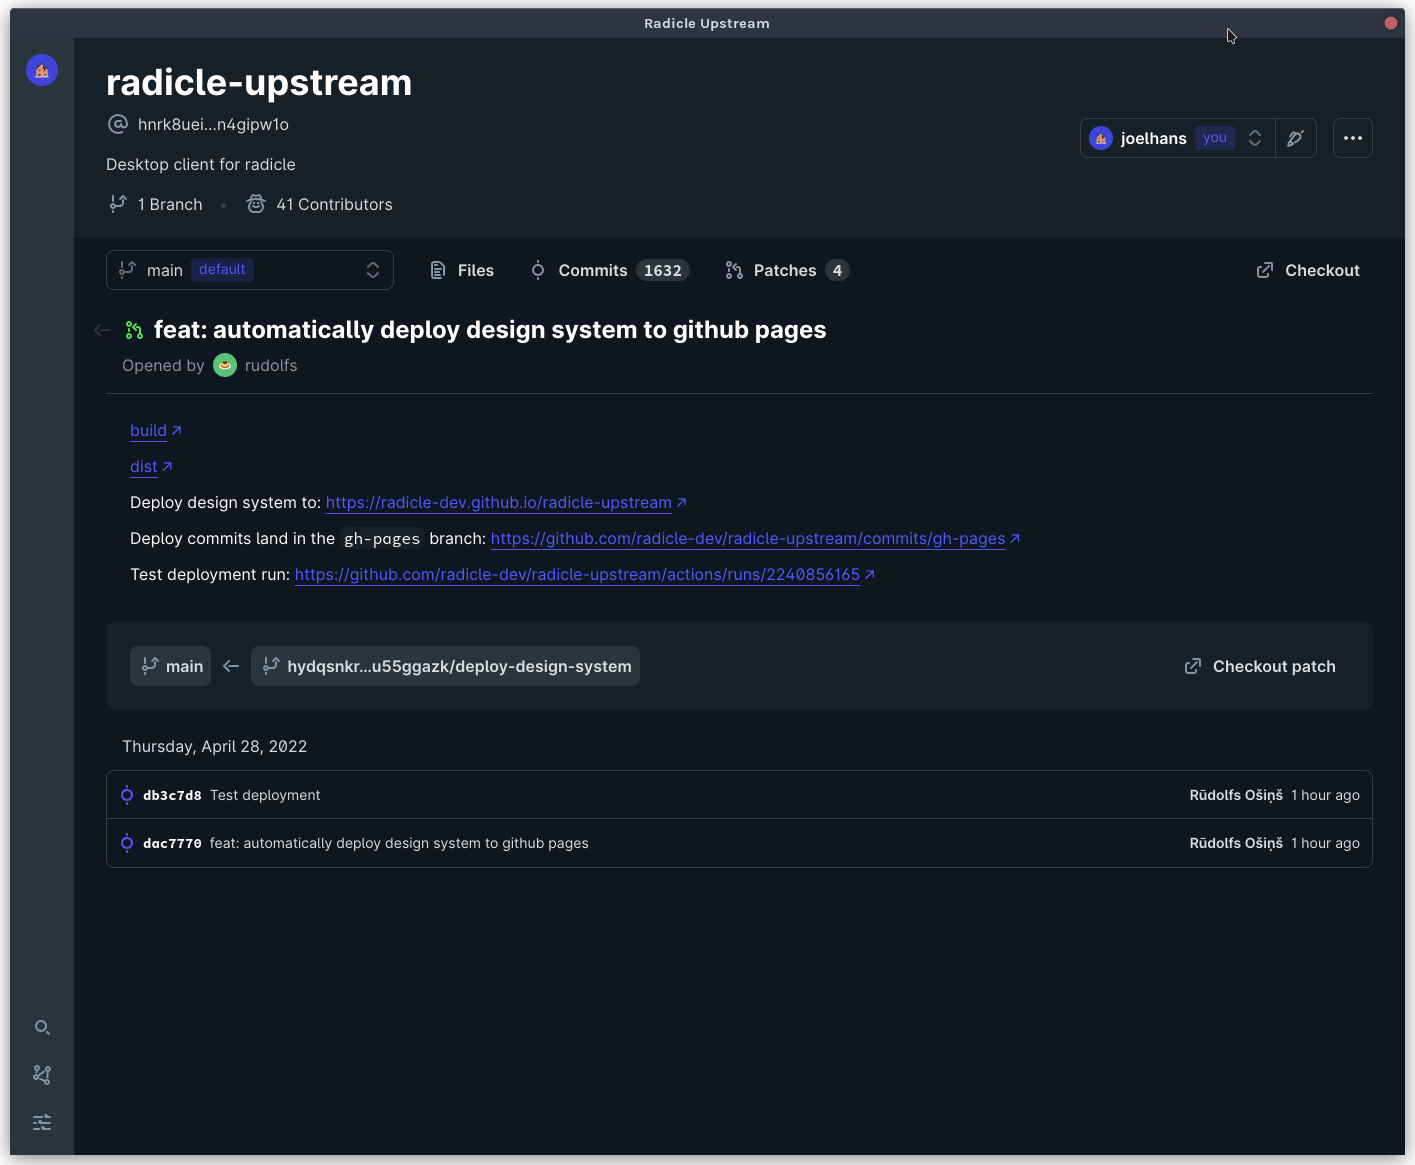 Radicle Upstream
radicle-upstream
hnrk8uei...n4gipw1o
Desktop client for radicle
joelhans you
1 Branch • 41 Contributors
main default Files Commits 1632 Patches 4 Checkout
feat: automatically deploy design system to github pages
Opened by rudolfs
build ↗
dist ↗
Deploy design system to: https://radicle-dev.github.io/radicle-upstream ↗
Deploy commits land in the gh-pages branch: https://github.com/radicle-dev/radicle-upstream/commits/gh-pages ↗
Test deployment run: https://github.com/radicle-dev/radicle-upstream/actions/runs/2240856165 ↗
main ← hydqsnkr...u55ggazk/deploy-design-system Checkout patch
Thursday, April 28, 2022
db3c7d8 Test deployment Rūdolfs Ošiņš 1 hour ago
dac7770 feat: automatically deploy design system to github pages Rūdolfs Ošiņš 1 hour ago